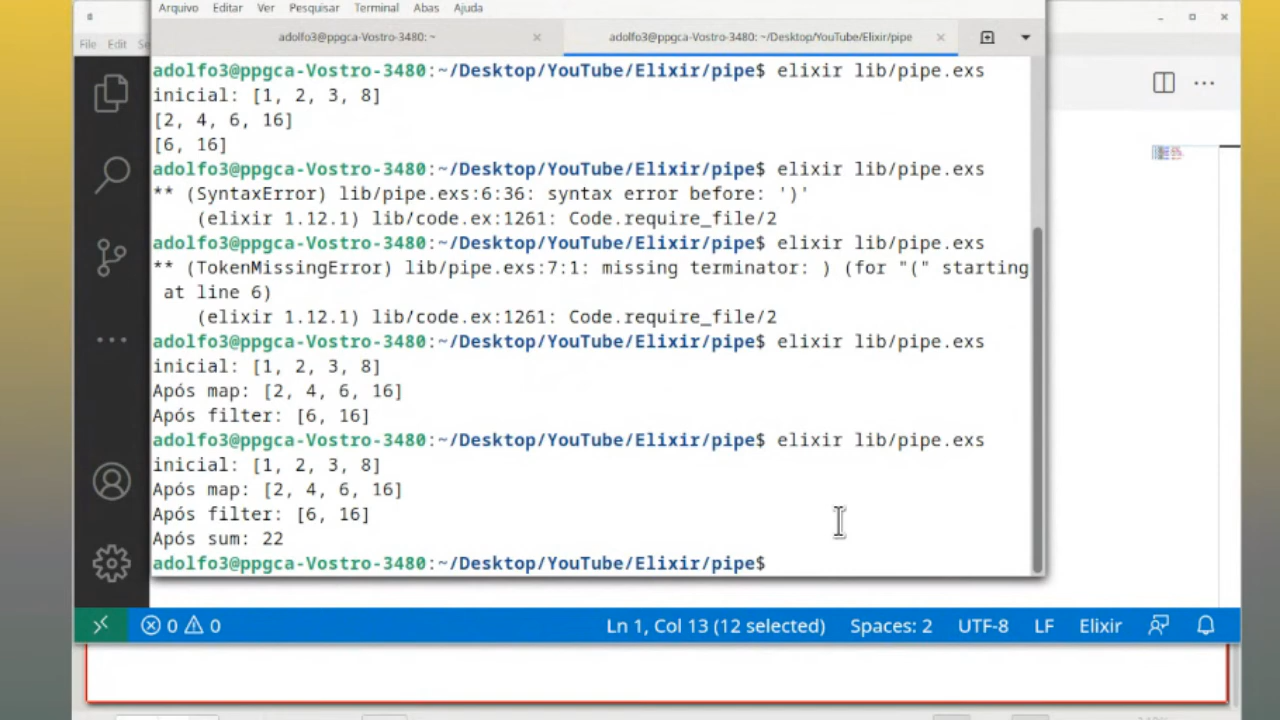 Arquivo Editar Ver Pesquisar Terminal Abas Ajuda
adolfo3@ppgca-Vostro-3480: ~
adolfo3@ppgca-Vostro-3480: ~/Desktop/YouTube/Elixir/pipe
File Edit Se
adolfo3@ppgca-Vostro-3480:~/Desktop/YouTube/Elixir/pipe$ elixir lib/pipe.exs
inicial: [1, 2, 3, 8]
[2, 4, 6, 16]
[6, 16]
adolfo3@ppgca-Vostro-3480:~/Desktop/YouTube/Elixir/pipe$ elixir lib/pipe.exs
** (SyntaxError) lib/pipe.exs:6:36: syntax error before: ')'
(elixir 1.12.1) lib/code.ex:1261: Code.require_file/2
adolfo3@ppgca-Vostro-3480:~/Desktop/YouTube/Elixir/pipe$ elixir lib/pipe.exs
** (TokenMissingError) lib/pipe.exs:7:1: missing terminator: ) (for "(" starting
at line 6)
(elixir 1.12.1) lib/code.ex:1261: Code.require_file/2
adolfo3@ppgca-Vostro-3480:~/Desktop/YouTube/Elixir/pipe$ elixir lib/pipe.exs
inicial: [1, 2, 3, 8]
Após map: [2, 4, 6, 16]
Após filter: [6, 16]
adolfo3@ppgca-Vostro-3480:~/Desktop/YouTube/Elixir/pipe$ elixir lib/pipe.exs
inicial: [1, 2, 3, 8]
Após map: [2, 4, 6, 16]
Após filter: [6, 16]
Após sum: 22
adolfo3@ppgca-Vostro-3480:~/Desktop/YouTube/Elixir/pipe$
0 0 Ln 1, Col 13 (12 selected) Spaces: 2 UTF-8 LF Elixir